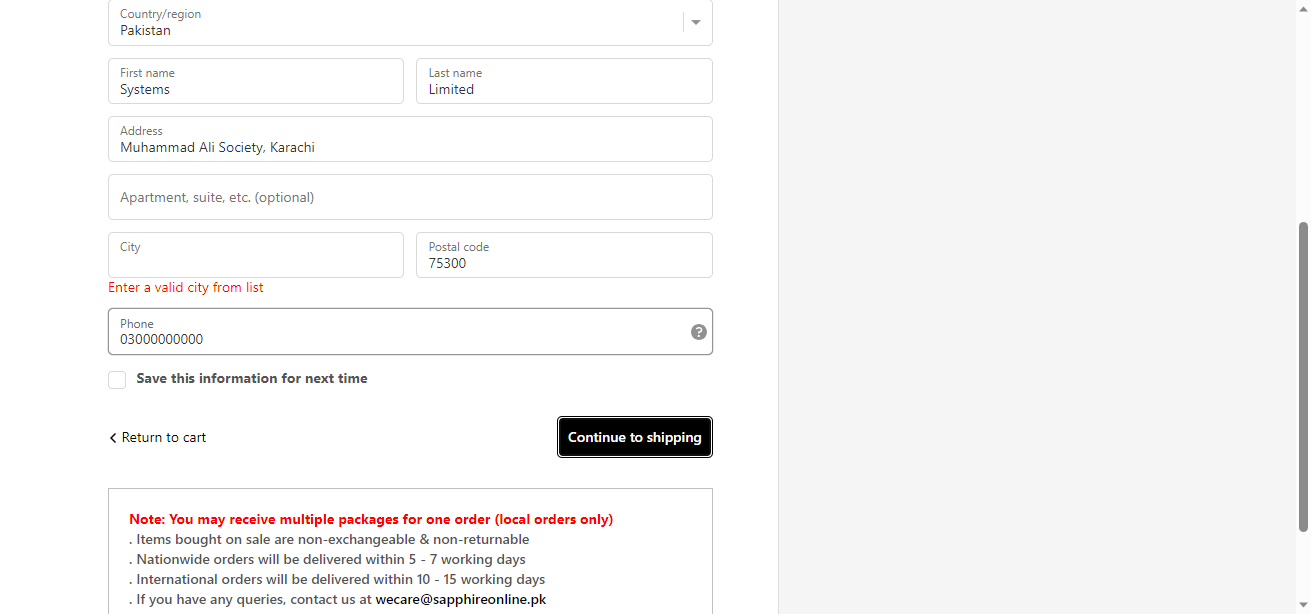 Country/region
Pakistan
First name
Systems
Last name
Limited
Address
Muhammad Ali Society, Karachi
Apartment, suite, etc. (optional)
City
Postal code
75300
Enter a valid city from list
Phone
03000000000
?
Save this information for next time
Return to cart
Continue to shipping
Note: You may receive multiple packages for one order (local orders only)
. Items bought on sale are non-exchangeable & non-returnable
. Nationwide orders will be delivered within 5 - 7 working days
. International orders will be delivered within 10 - 15 working days
. If you have any queries, contact us at wecare@sapphireonline.pk